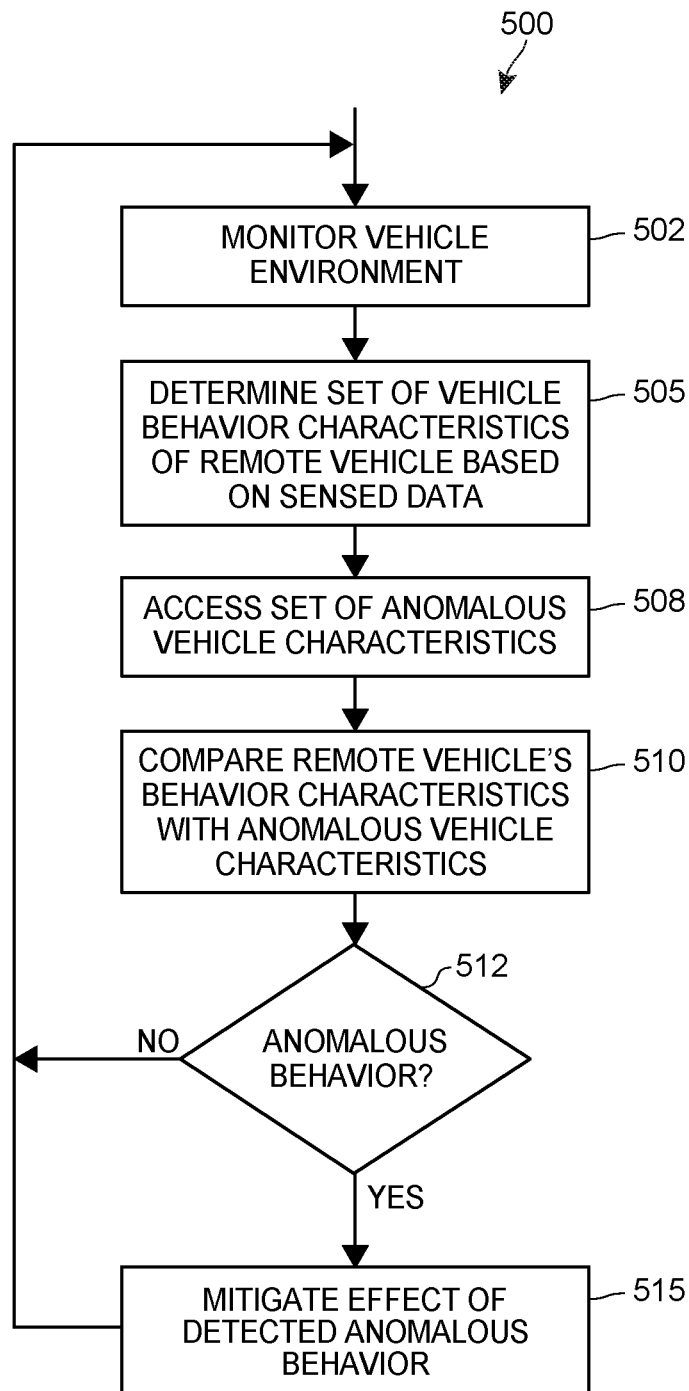 500
MONITOR VEHICLE
ENVIRONMENT
502
DETERMINE SET OF VEHICLE
BEHAVIOR CHARACTERISTICS
OF REMOTE VEHICLE BASED
ON SENSED DATA
505
ACCESS SET OF ANOMALOUS
VEHICLE CHARACTERISTICS
508
COMPARE REMOTE VEHICLE'S
BEHAVIOR CHARACTERISTICS
WITH ANOMALOUS VEHICLE
CHARACTERISTICS
510
512
ANOMALOUS
BEHAVIOR?
NO
YES
MITIGATE EFFECT OF
DETECTED ANOMALOUS
BEHAVIOR
515